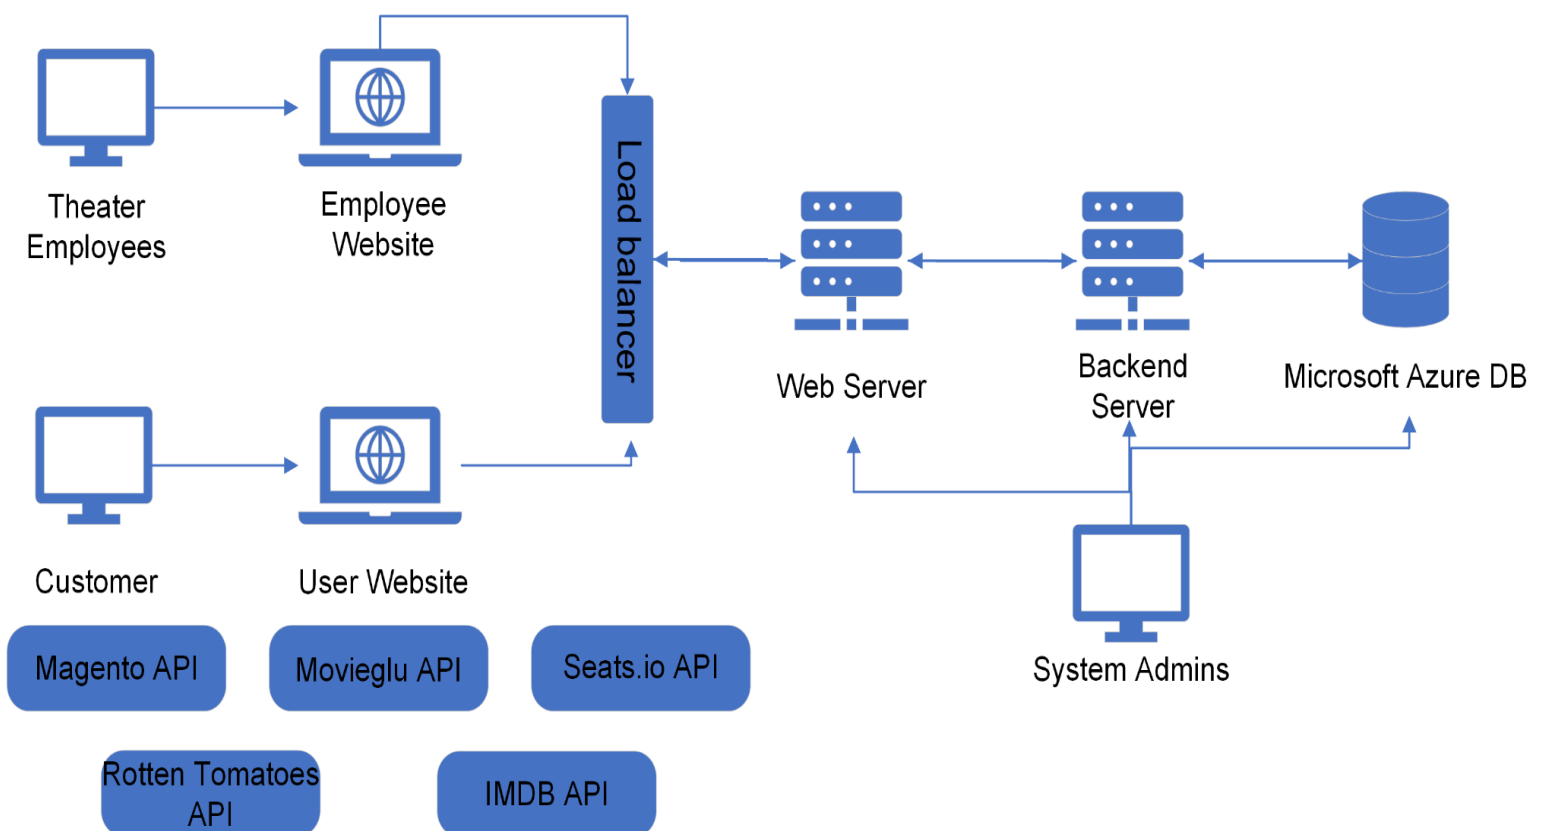 Theater
Employees
Employee
Website
Load balancer
Web Server
Backend
Server
Microsoft Azure DB
Customer
User Website
System Admins
Magento API
Movieglu API
Seats.io API
Rotten Tomatoes
API
IMDB API